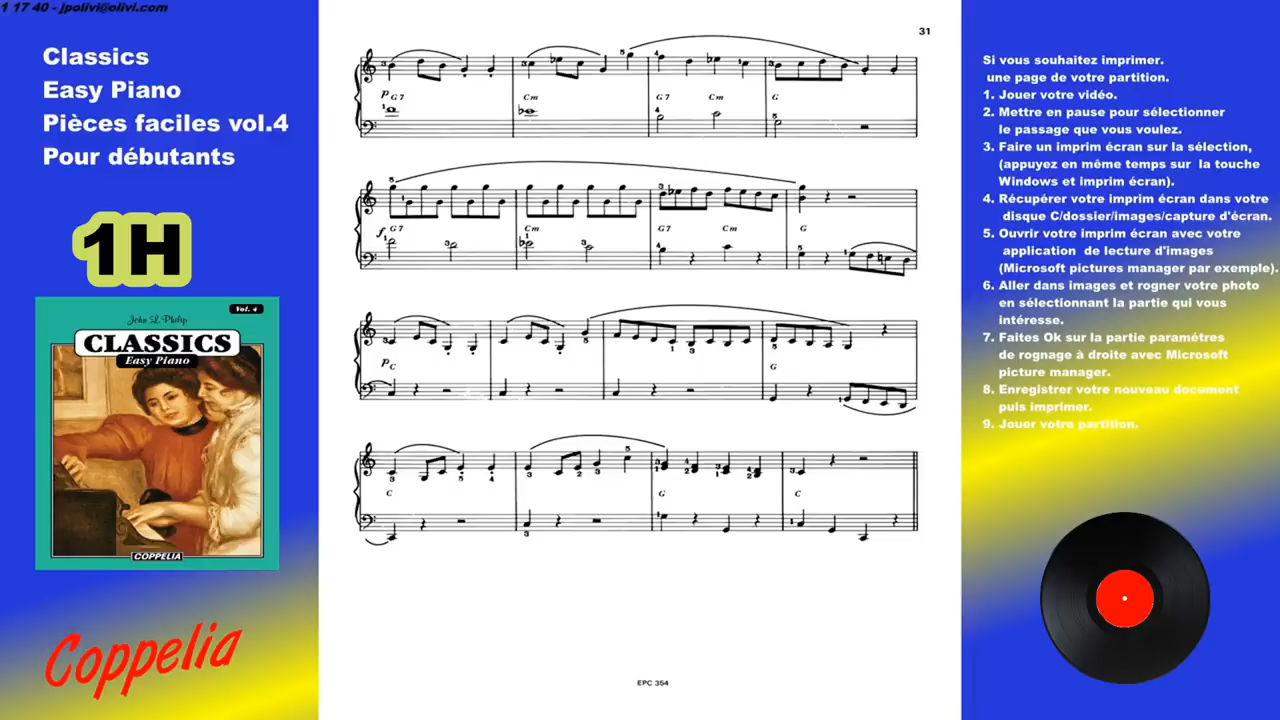 1 17 40 - jpolivi@olivi.com
Classics
Easy Piano
Pièces faciles vol.4
Pour débutants
1H
Vol. 4
John L. Philip
CLASSICS
Easy Piano
COPPELIA
Coppelia
31
p G7 Cm G7 Cm G
f G7 Cm G7 Cm G
p C G
C G C
EPC 354
Si vous souhaitez imprimer.
une page de votre partition.
1. Jouer votre vidéo.
2. Mettre en pause pour sélectionner
le passage que vous voulez.
3. Faire un imprim écran sur la sélection,
(appuyez en même temps sur la touche
Windows et imprim écran).
4. Récupérer votre imprim écran dans votre
disque C/dossier/images/capture d'écran.
5. Ouvrir votre imprim écran avec votre
application de lecture d'images
(Microsoft pictures manager par exemple).
6. Aller dans images et rogner votre photo
en sélectionnant la partie qui vous
intéresse.
7. Faites Ok sur la partie paramétres
de rognage à droite avec Microsoft
picture manager.
8. Enregistrer votre nouveau document
puis imprimer.
9. Jouer votre partition.